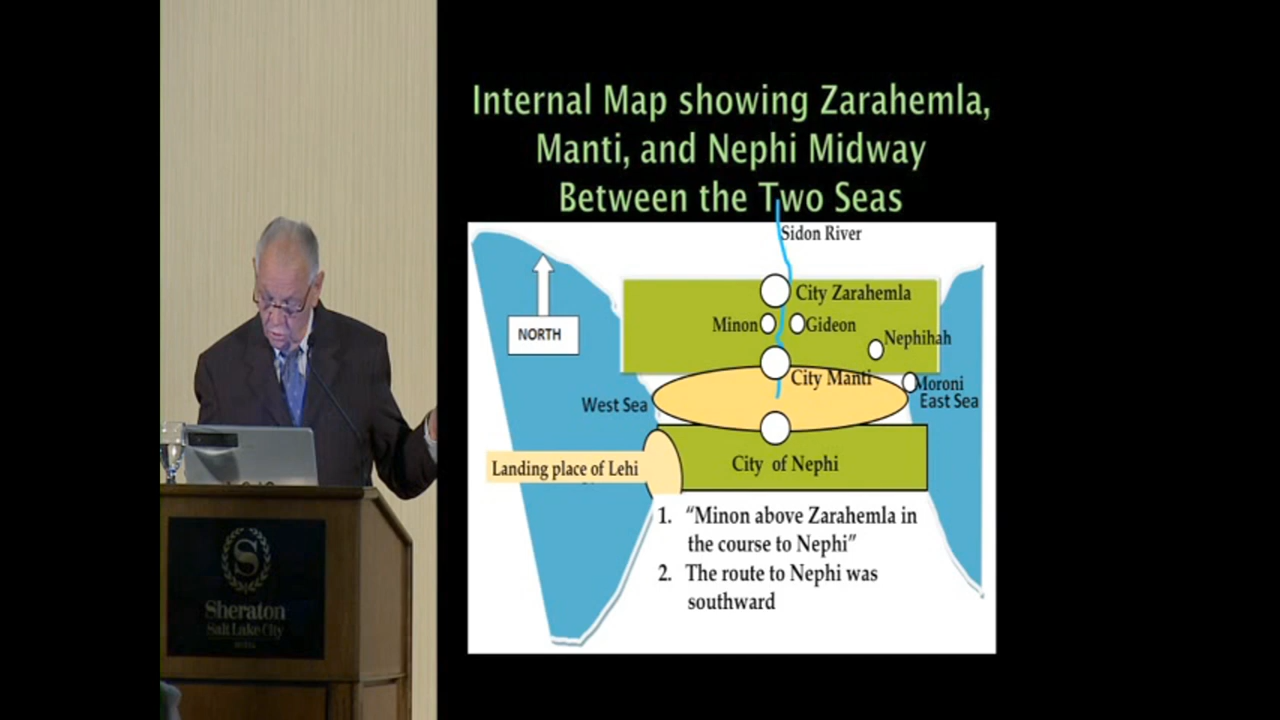 Internal Map showing Zarahemla,
Manti, and Nephi Midway
Between the Two Seas
Sidon River
City Zarahemla
NORTH
Minon
Gideon
Nephihah
City Manti
Moroni
West Sea
East Sea
Landing place of Lehi
City of Nephi
1. “Minon above Zarahemla in
the course to Nephi”
2. The route to Nephi was
southward
S
Sheraton
Salt Lake City